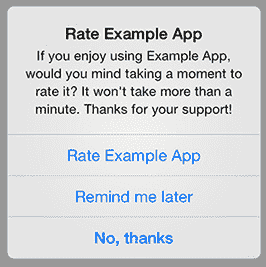 Rate Example App
If you enjoy using Example App,
would you mind taking a moment to
rate it? It won't take more than a
minute. Thanks for your support!
Rate Example App
Remind me later
No, thanks